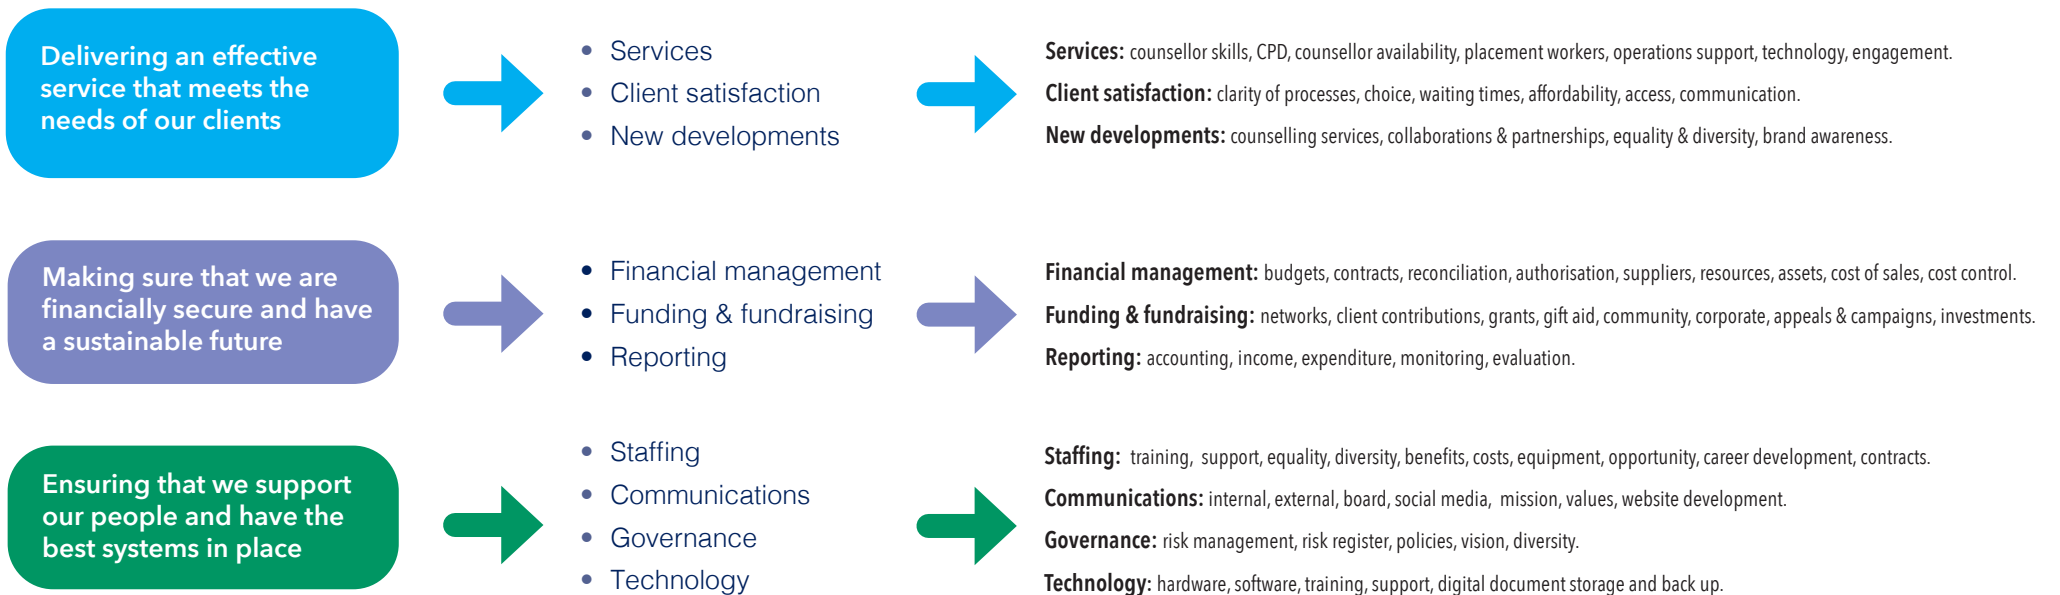 Delivering an effective
service that meets the
needs of our clients
• Services
• Client satisfaction
• New developments
Services: counsellor skills, CPD, counsellor availability, placement workers, operations support, technology, engagement.
Client satisfaction: clarity of processes, choice, waiting times, affordability, access, communication.
New developments: counselling services, collaborations & partnerships, equality & diversity, brand awareness.
Making sure that we are
financially secure and have
a sustainable future
• Financial management
• Funding & fundraising
• Reporting
Financial management: budgets, contracts, reconciliation, authorisation, suppliers, resources, assets, cost of sales, cost control.
Funding & fundraising: networks, client contributions, grants, gift aid, community, corporate, appeals & campaigns, investments.
Reporting: accounting, income, expenditure, monitoring, evaluation.
Ensuring that we support
our people and have the
best systems in place
• Staffing
• Communications
• Governance
• Technology
Staffing: training, support, equality, diversity, benefits, costs, equipment, opportunity, career development, contracts.
Communications: internal, external, board, social media, mission, values, website development.
Governance: risk management, risk register, policies, vision, diversity.
Technology: hardware, software, training, support, digital document storage and back up.